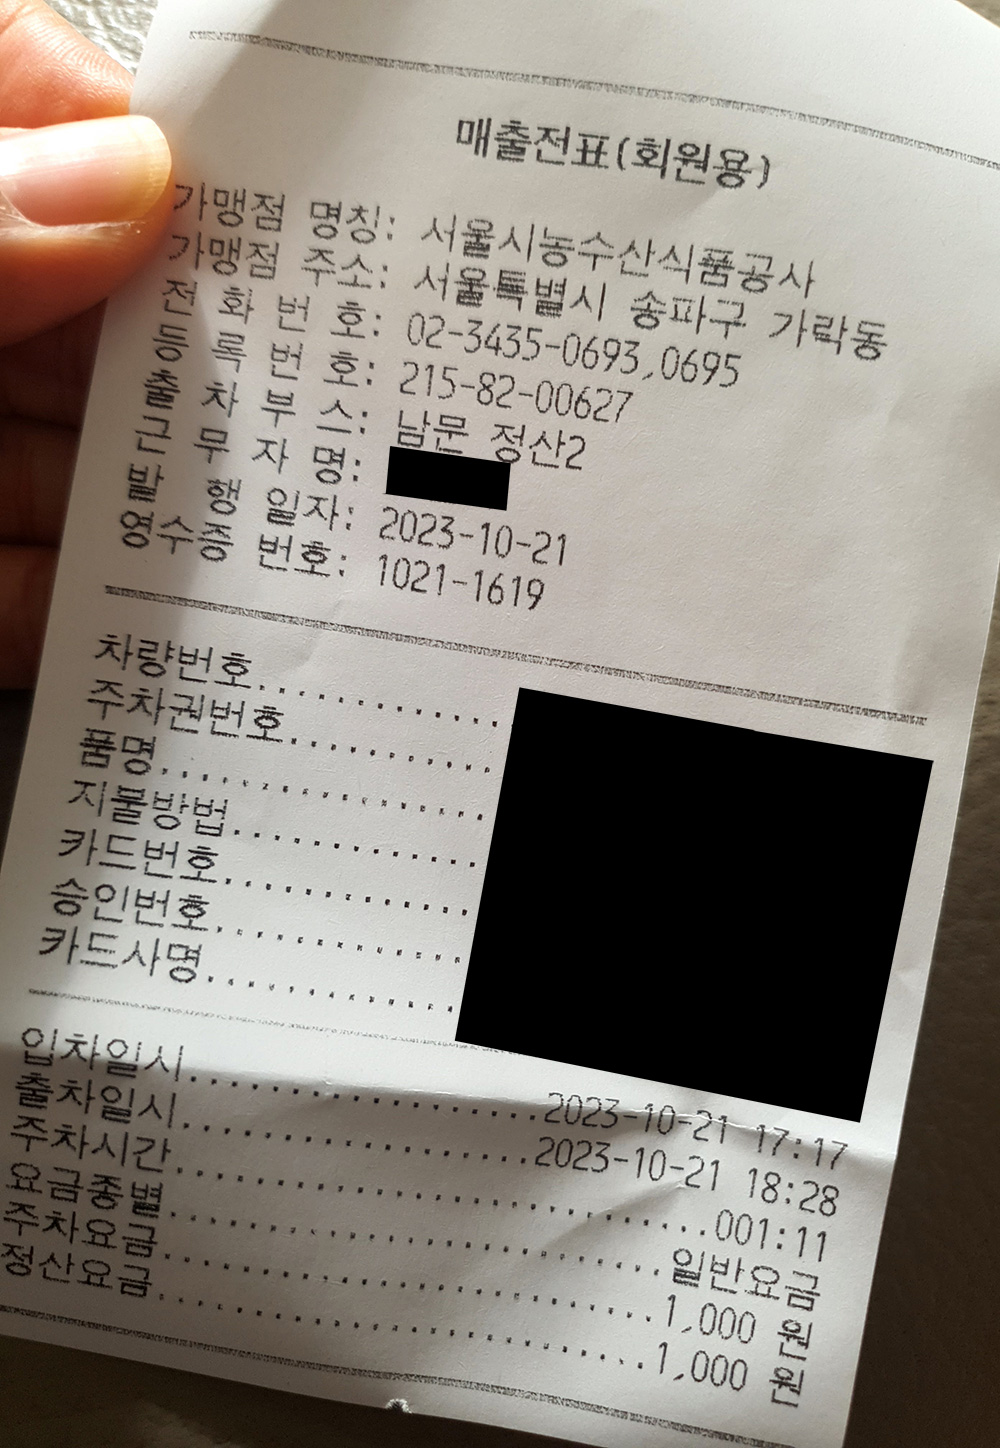 매출전표(회원용)
가맹점 명칭: 서울시농수산식품공사
가맹점 주소: 서울특별시 송파구 가락동
전 화 번 호: 02-3435-0693,0695
등 록 번 호: 215-82-00627
출 차 부 스: 남문 정산2
근 무 자 명:
발 행 일자: 2023-10-21
영수증 번호: 1021-1619
차량번호
주차권번호
품명
지불방법
카드번호
승인번호
카드사명
입차일시 2023-10-21 17:17
출차일시 2023-10-21 18:28
주차시간 001:11
요금종별 일반요금
주차요금 1,000 원
정산요금 1,000 원